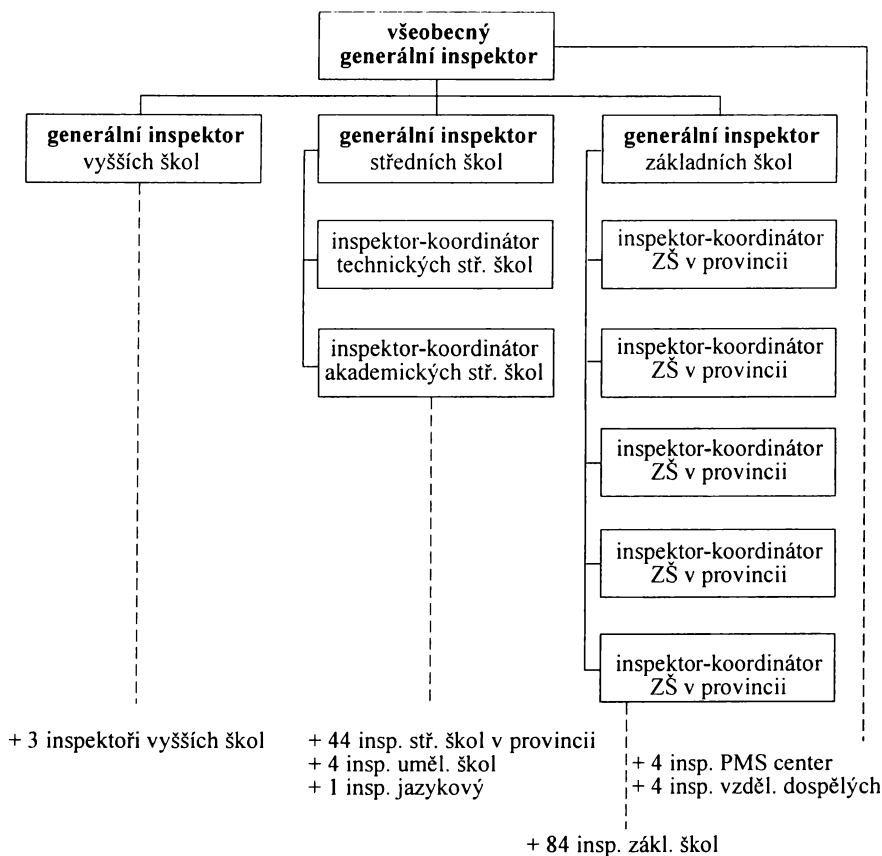 všeobecný
generální inspektor
generální inspektor
vyšších škol
generální inspektor
středních škol
generální inspektor
základních škol
inspektor-koordinátor
technických stř. škol
inspektor-koordinátor
ZŠ v provincii
inspektor-koordinátor
akademických stř. škol
inspektor-koordinátor
ZŠ v provincii
inspektor-koordinátor
ZŠ v provincii
inspektor-koordinátor
ZŠ v provincii
inspektor-koordinátor
ZŠ v provincii
+ 3 inspektoři vyšších škol
+ 44 insp. stř. škol v provincii
+ 4 insp. uměl. škol
+ 1 insp. jazykový
+ 4 insp. PMS center
+ 4 insp. vzděl. dospělých
+ 84 insp. zákl. škol